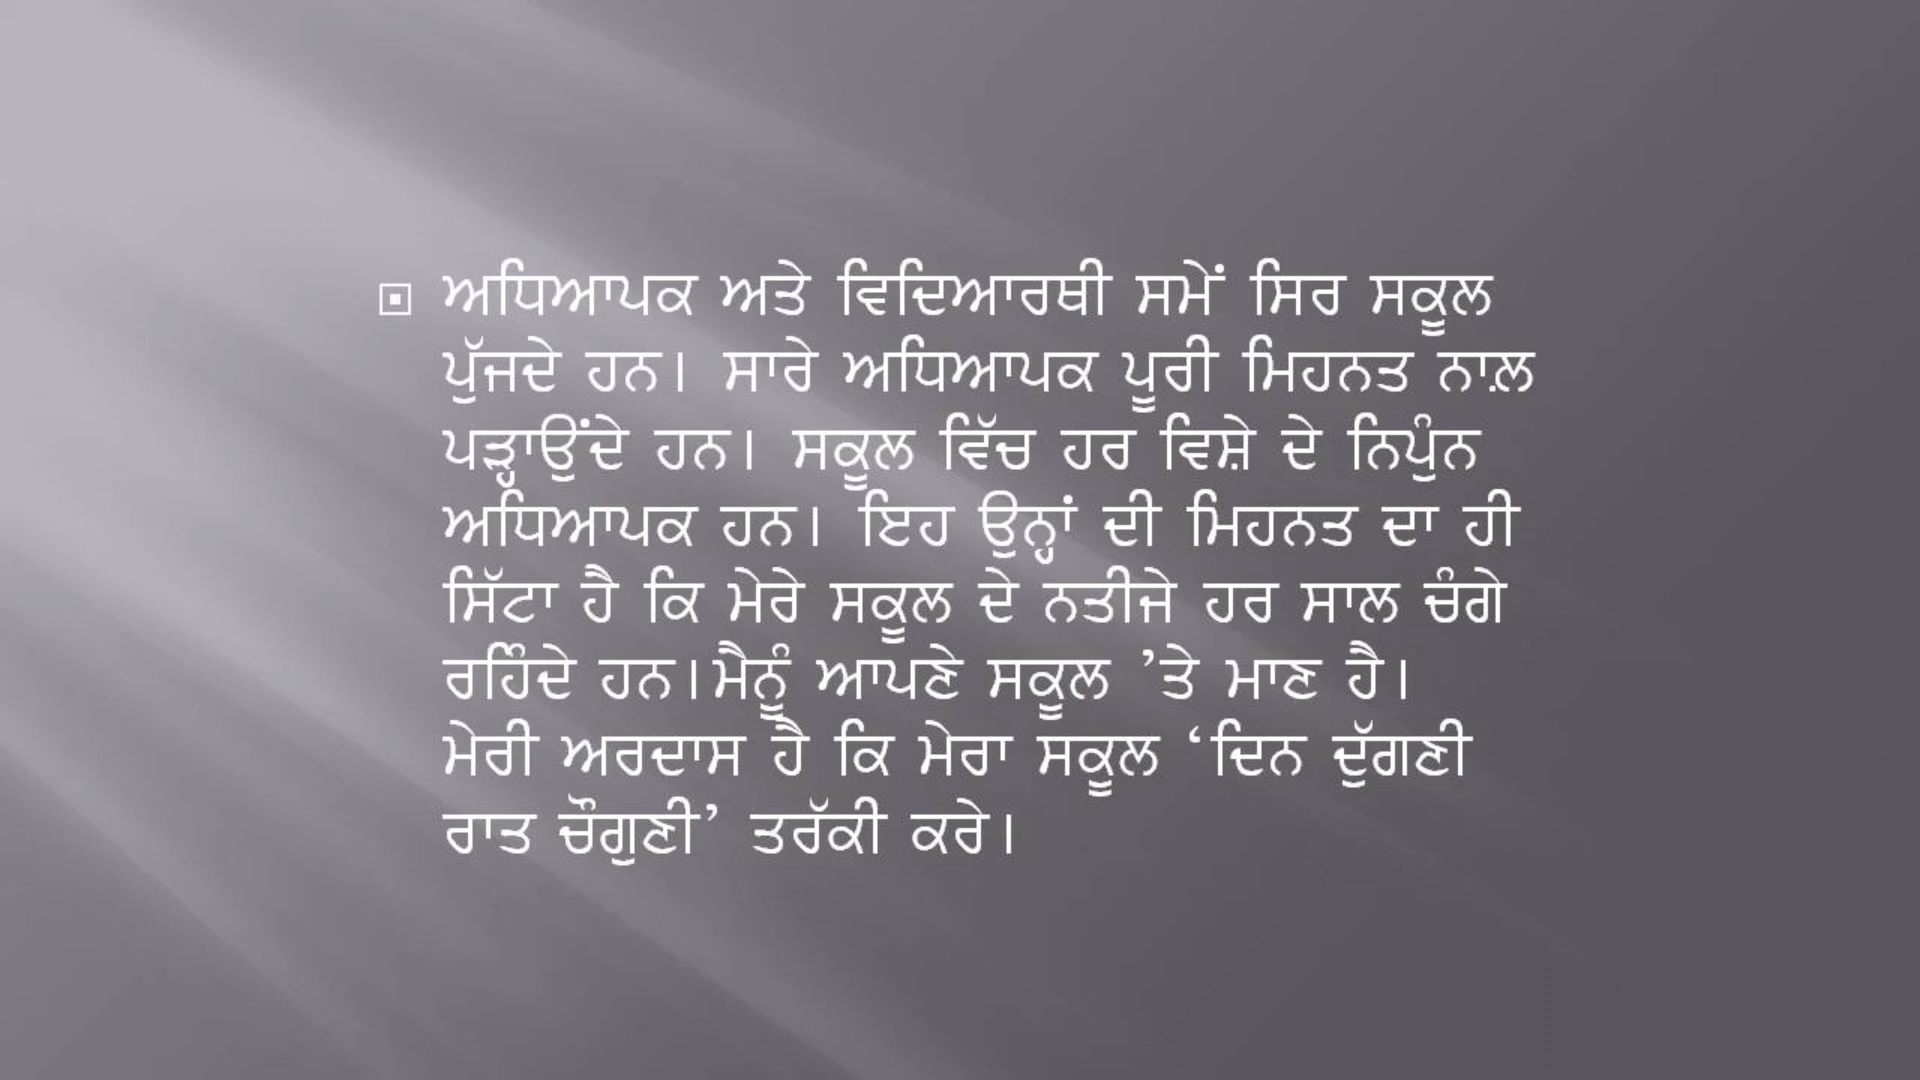 ਅਧਿਆਪਕ ਅਤੇ ਵਿਦਿਆਰਥੀ ਸਮੇਂ ਸਿਰ ਸਕੂਲ
ਪੁੱਜਦੇ ਹਨ। ਸਾਰੇ ਅਧਿਆਪਕ ਪੂਰੀ ਮਿਹਨਤ ਨਾਲ਼
ਪੜ੍ਹਾਉਂਦੇ ਹਨ। ਸਕੂਲ ਵਿੱਚ ਹਰ ਵਿਸ਼ੇ ਦੇ ਨਿਪੁੰਨ
ਅਧਿਆਪਕ ਹਨ। ਇਹ ਉਨ੍ਹਾਂ ਦੀ ਮਿਹਨਤ ਦਾ ਹੀ
ਸਿੱਟਾ ਹੈ ਕਿ ਮੇਰੇ ਸਕੂਲ ਦੇ ਨਤੀਜੇ ਹਰ ਸਾਲ ਚੰਗੇ
ਰਹਿੰਦੇ ਹਨ।ਮੈਨੂੰ ਆਪਣੇ ਸਕੂਲ ’ਤੇ ਮਾਣ ਹੈ।
ਮੇਰੀ ਅਰਦਾਸ ਹੈ ਕਿ ਮੇਰਾ ਸਕੂਲ ‘ਦਿਨ ਦੁੱਗਣੀ
ਰਾਤ ਚੌਗੁਣੀ’ ਤਰੱਕੀ ਕਰੇ।